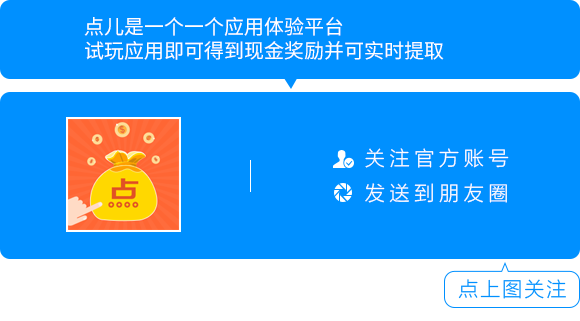 点儿是一个一个应用体验平台
试玩应用即可得到现金奖励并可实时提取
点
关注官方账号
发送到朋友圈
点上图关注